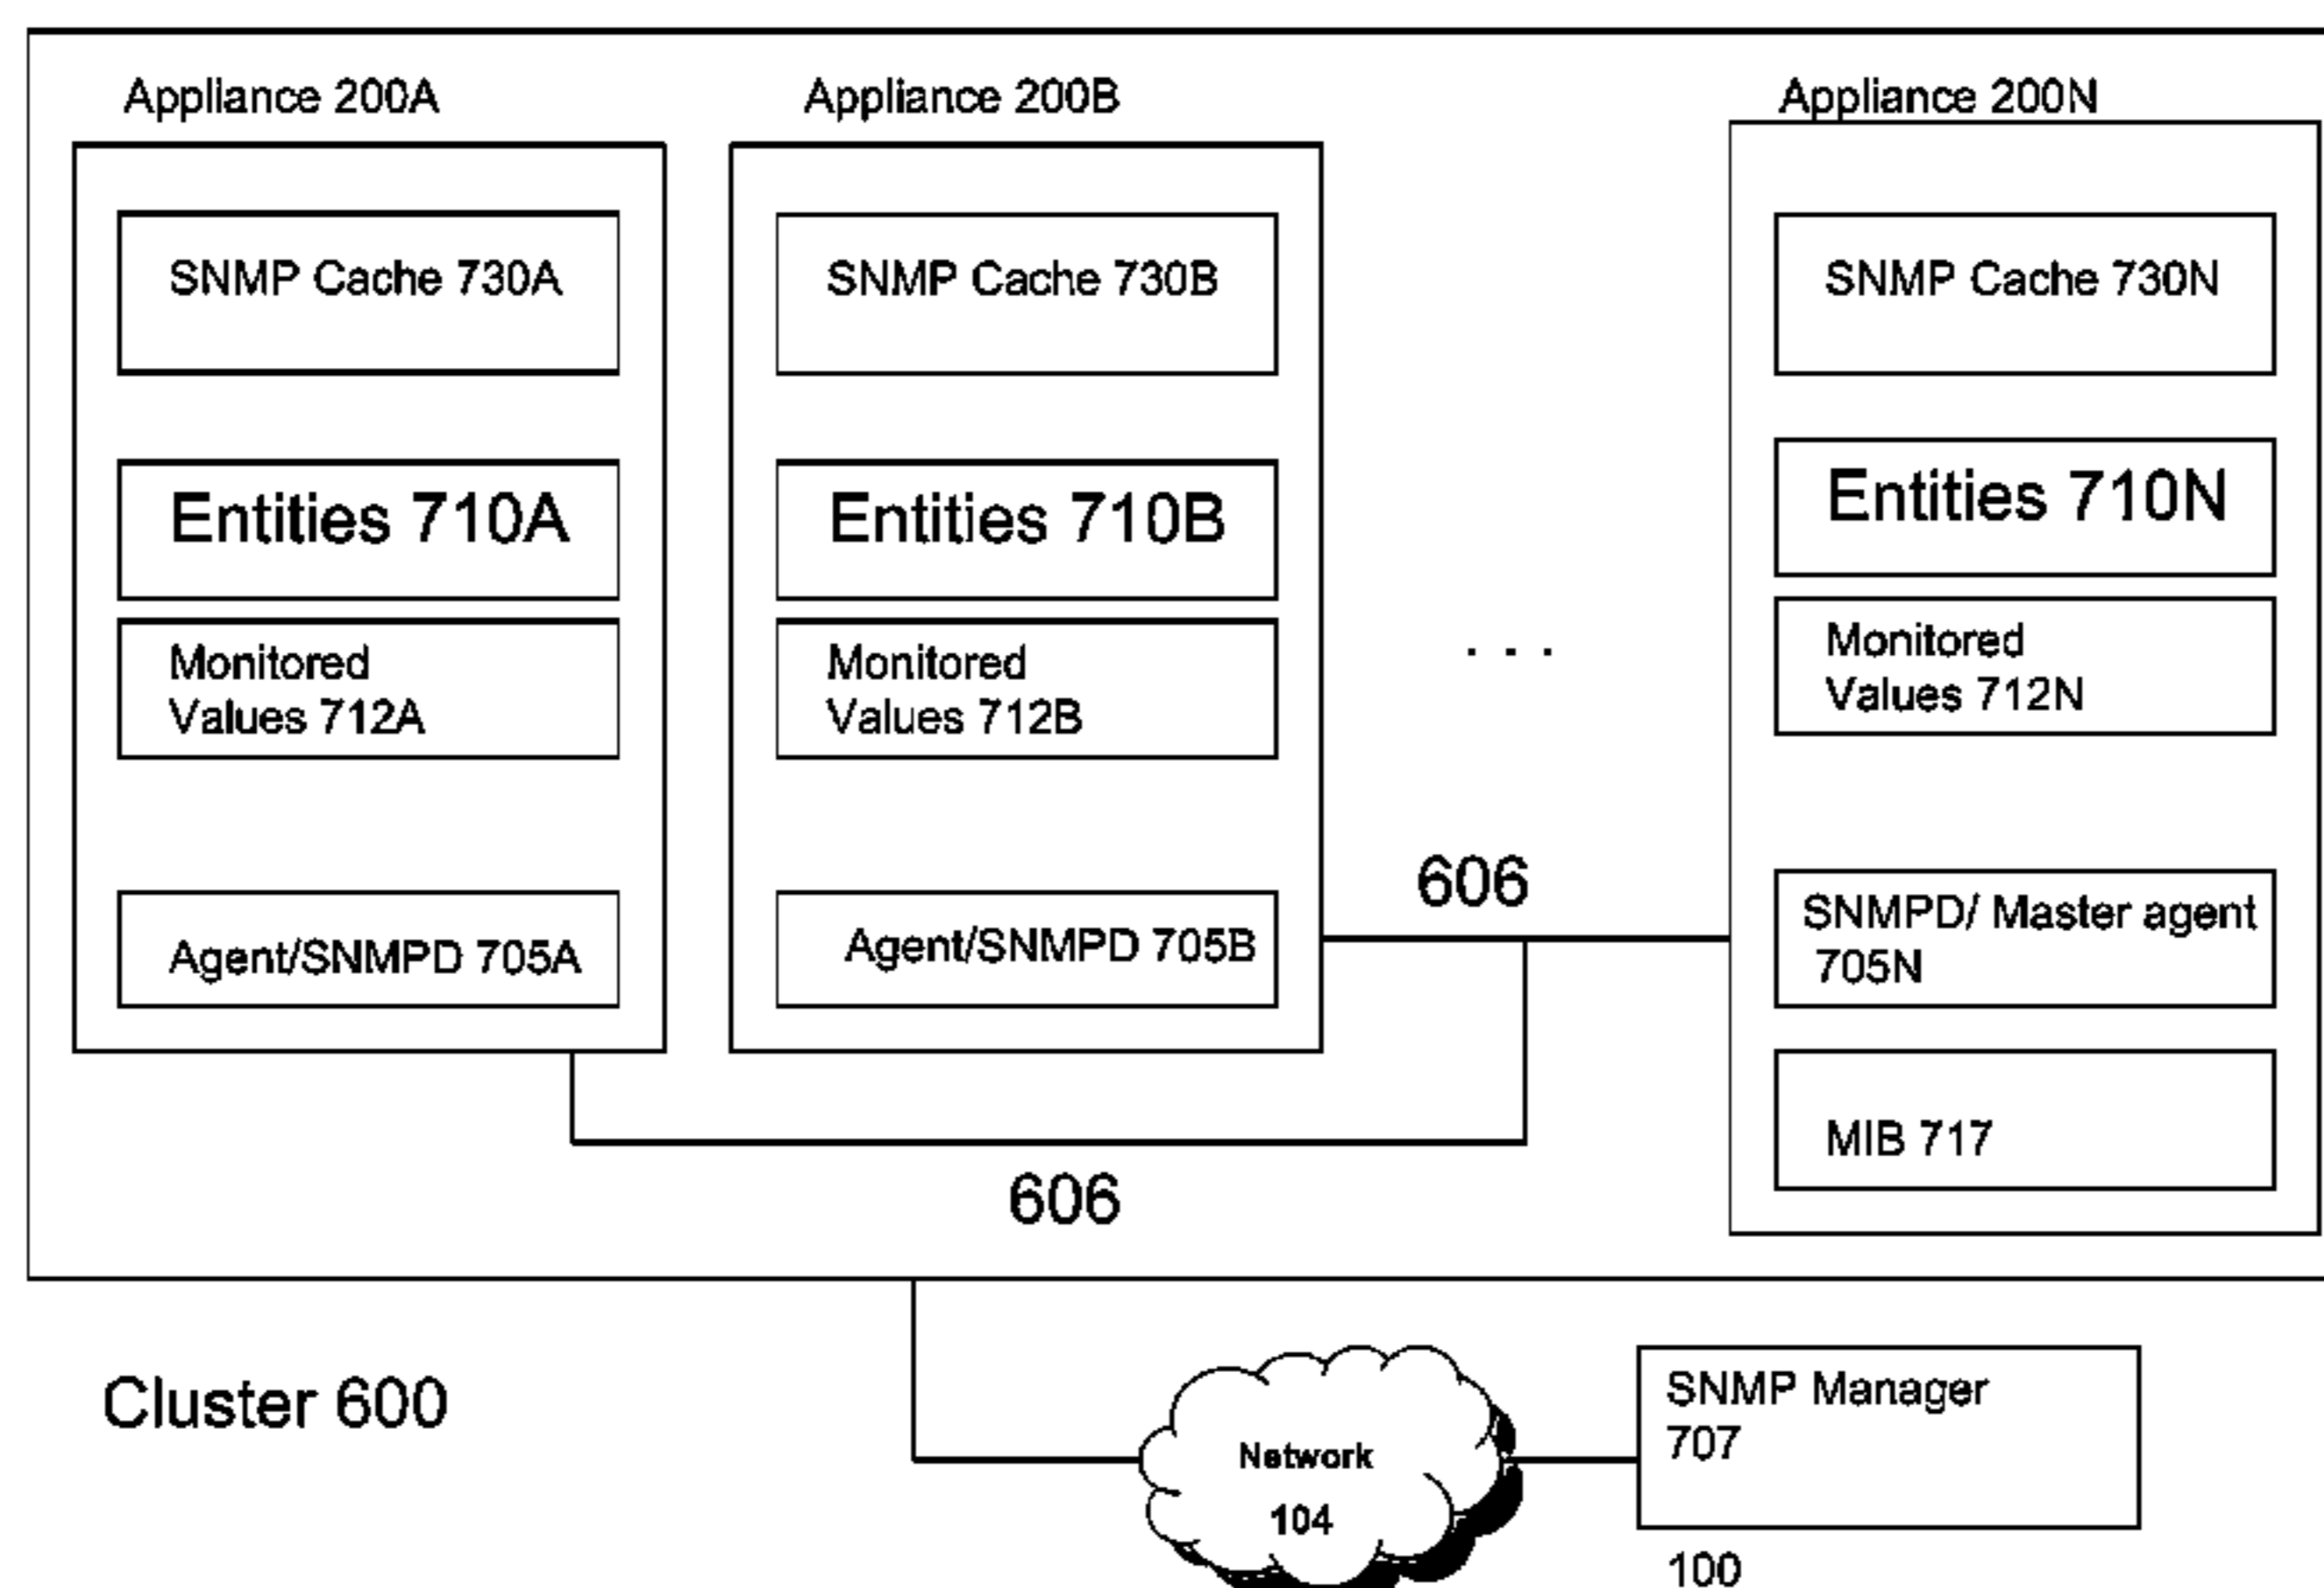 Appliance 200A
Appliance 200B
Appliance 200N
SNMP Cache 730A
SNMP Cache 730B
SNMP Cache 730N
Entities 710A
Entities 710B
Entities 710N
Monitored
Values 712A
Monitored
Values 712B
. . .
Monitored
Values 712N
Agent/SNMPD 705A
Agent/SNMPD 705B
606
SNMPD/ Master agent
705N
MIB 717
606
Cluster 600
Network
104
SNMP Manager
707
100